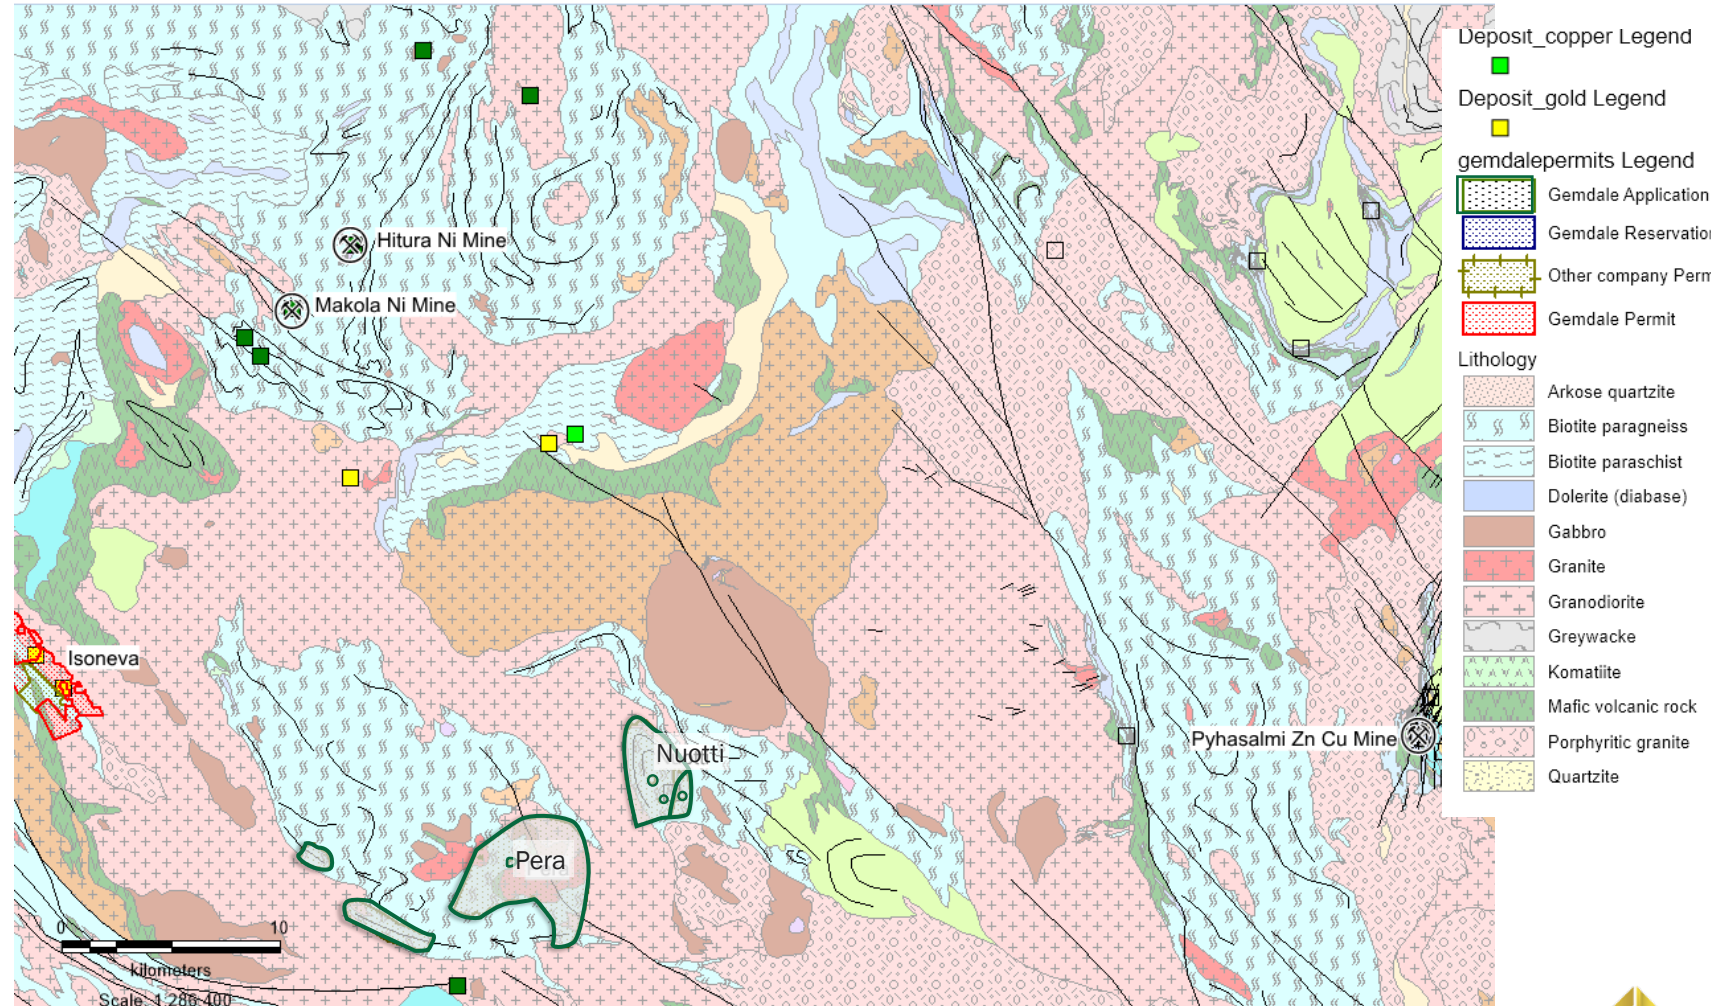 Deposit_copper Legend
Deposit_gold Legend
gemdalepermits Legend
Gemdale Application
Gemdale Reservation
Other company Perm
Gemdale Permit
Lithology
Arkose quartzite
Biotite paragneiss
Biotite paraschist
Dolerite (diabase)
Gabbro
Granite
Granodiorite
Greywacke
Komatiite
Mafic volcanic rock
Porphyritic granite
Quartzite
Hitura Ni Mine
Makola Ni Mine
Isoneva
Nuotti
Pyhasalmi Zn Cu Mine
Pera
0 10
kilometers
Scale: 1:286,400